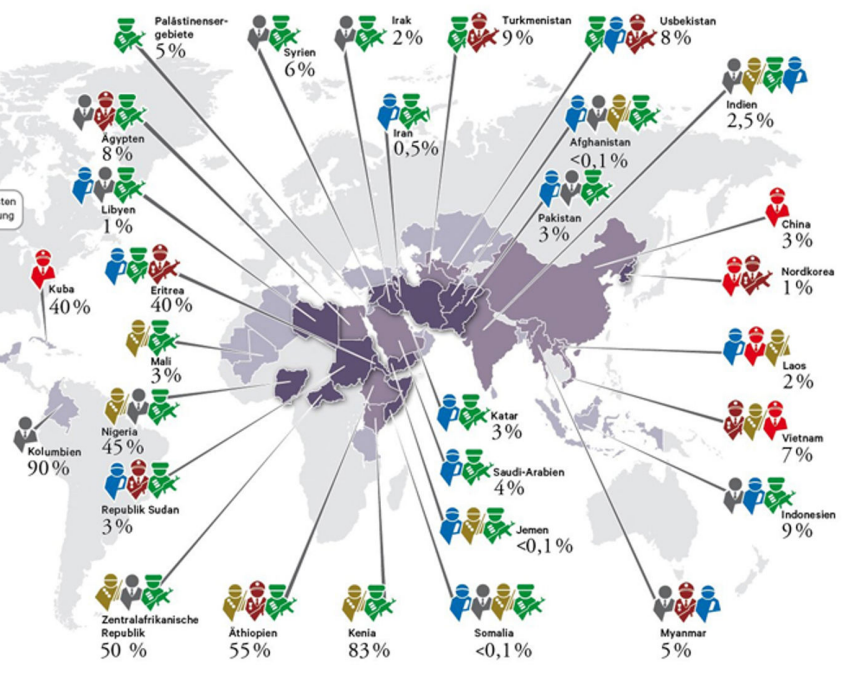 Palästinenser-
gebiete
5%
Syrien
6%
Irak
2%
Turkmenistan
9%
Usbekistan
8%
Indien
2,5%
Ägypten
8%
Iran
0,5%
Afghanistan
<0,1%
Libyen
1%
Pakistan
3%
China
3%
ten
ung
Kuba
40%
Eritrea
40%
Nordkorea
1%
Mali
3%
Laos
2%
Nigeria
45%
Katar
3%
Vietnam
7%
Kolumbien
90%
Republik Sudan
3%
Saudi-Arabien
4%
Indonesien
9%
Jemen
<0,1%
Zentralafrikanische
Republik
50 %
Äthiopien
55%
Kenia
83%
Somalia
<0,1%
Myanmar
5%